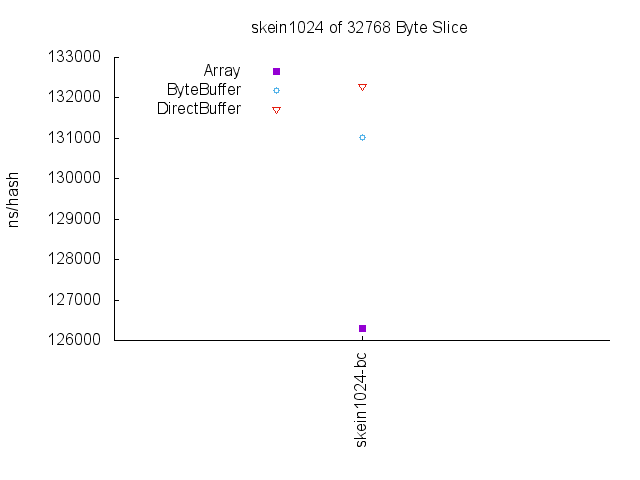 skein1024 of 32768 Byte Slice
133000
132000
131000
130000
129000
128000
127000
126000
ns/hash
Array
ByteBuffer
DirectBuffer
skein1024-bc